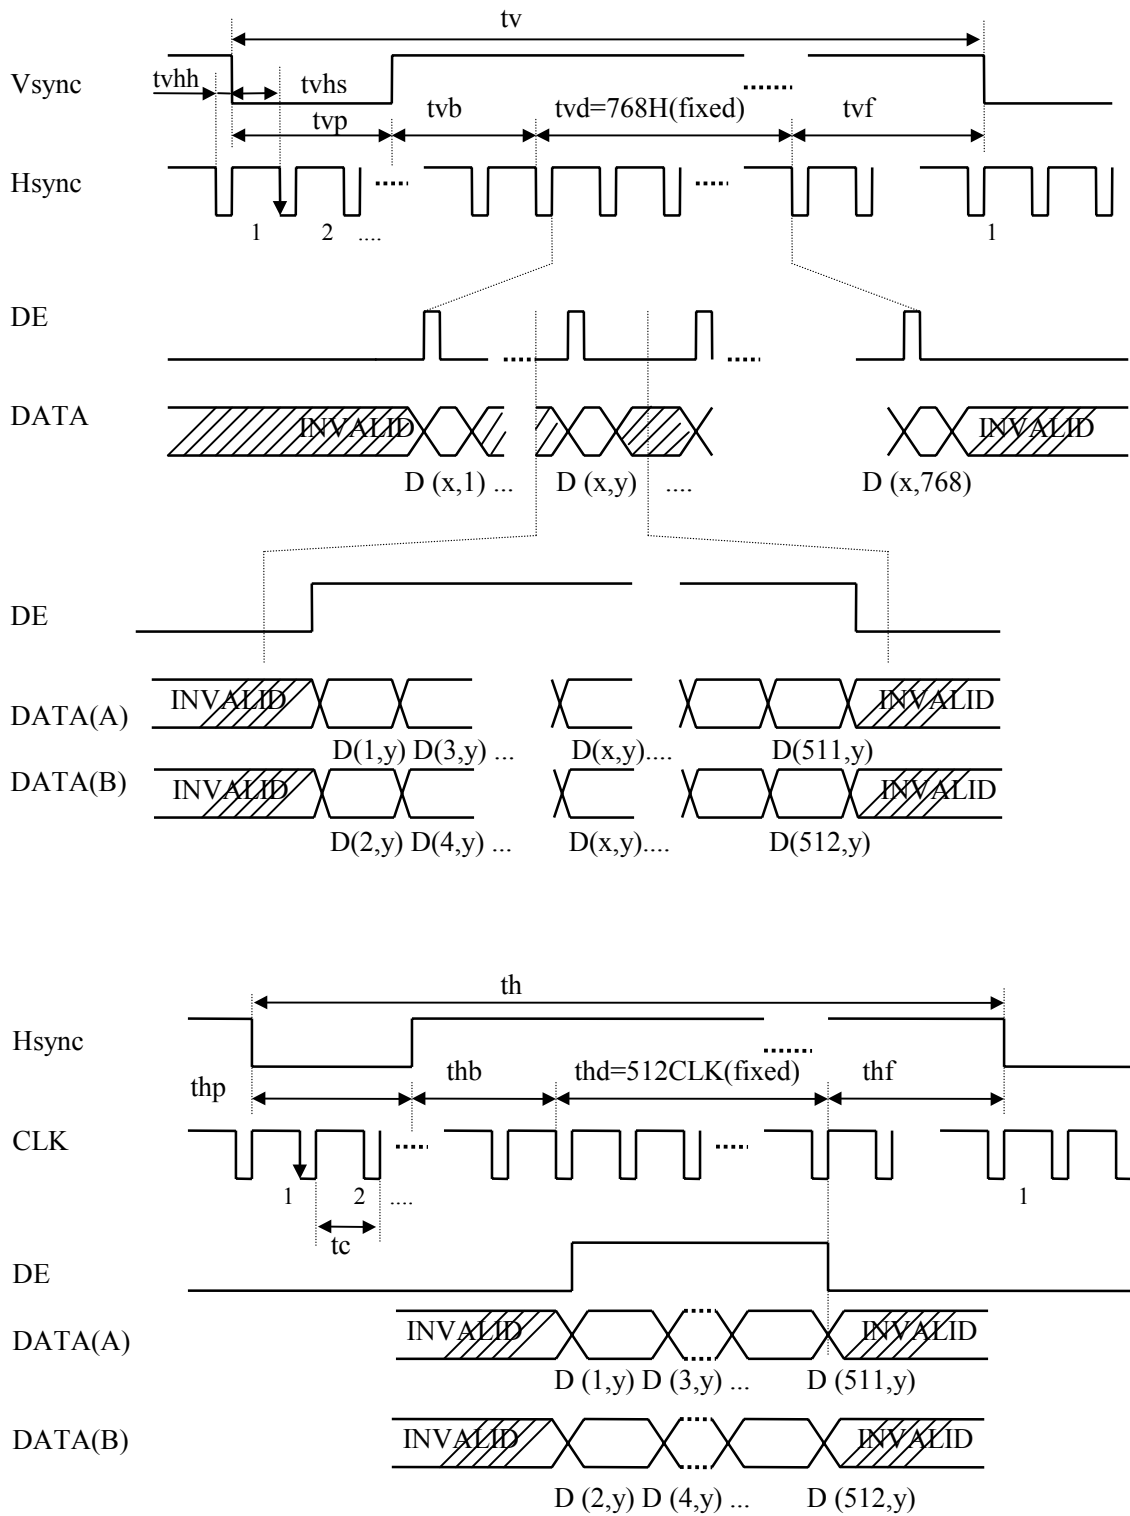 tv
Vsync
tvhh
tvhs
tvp
tvb
tvd=768H(fixed)
tvf
Hsync
1
2
....
1
DE
DATA
INVALID
INVALID
D (x,1) ...
D (x,y)
....
D (x,768)
DE
DATA(A)
INVALID
INVALID
D(1,y) D(3,y) ...
D(x,y)....
D(511,y)
DATA(B)
INVALID
INVALID
D(2,y) D(4,y) ...
D(x,y)....
D(512,y)
th
Hsync
thp
thb
thd=512CLK(fixed)
thf
CLK
1
2
....
1
tc
DE
DATA(A)
INVALID
INVALID
D (1,y) D (3,y) ...
D (511,y)
DATA(B)
INVALID
INVALID
D (2,y) D (4,y) ...
D (512,y)